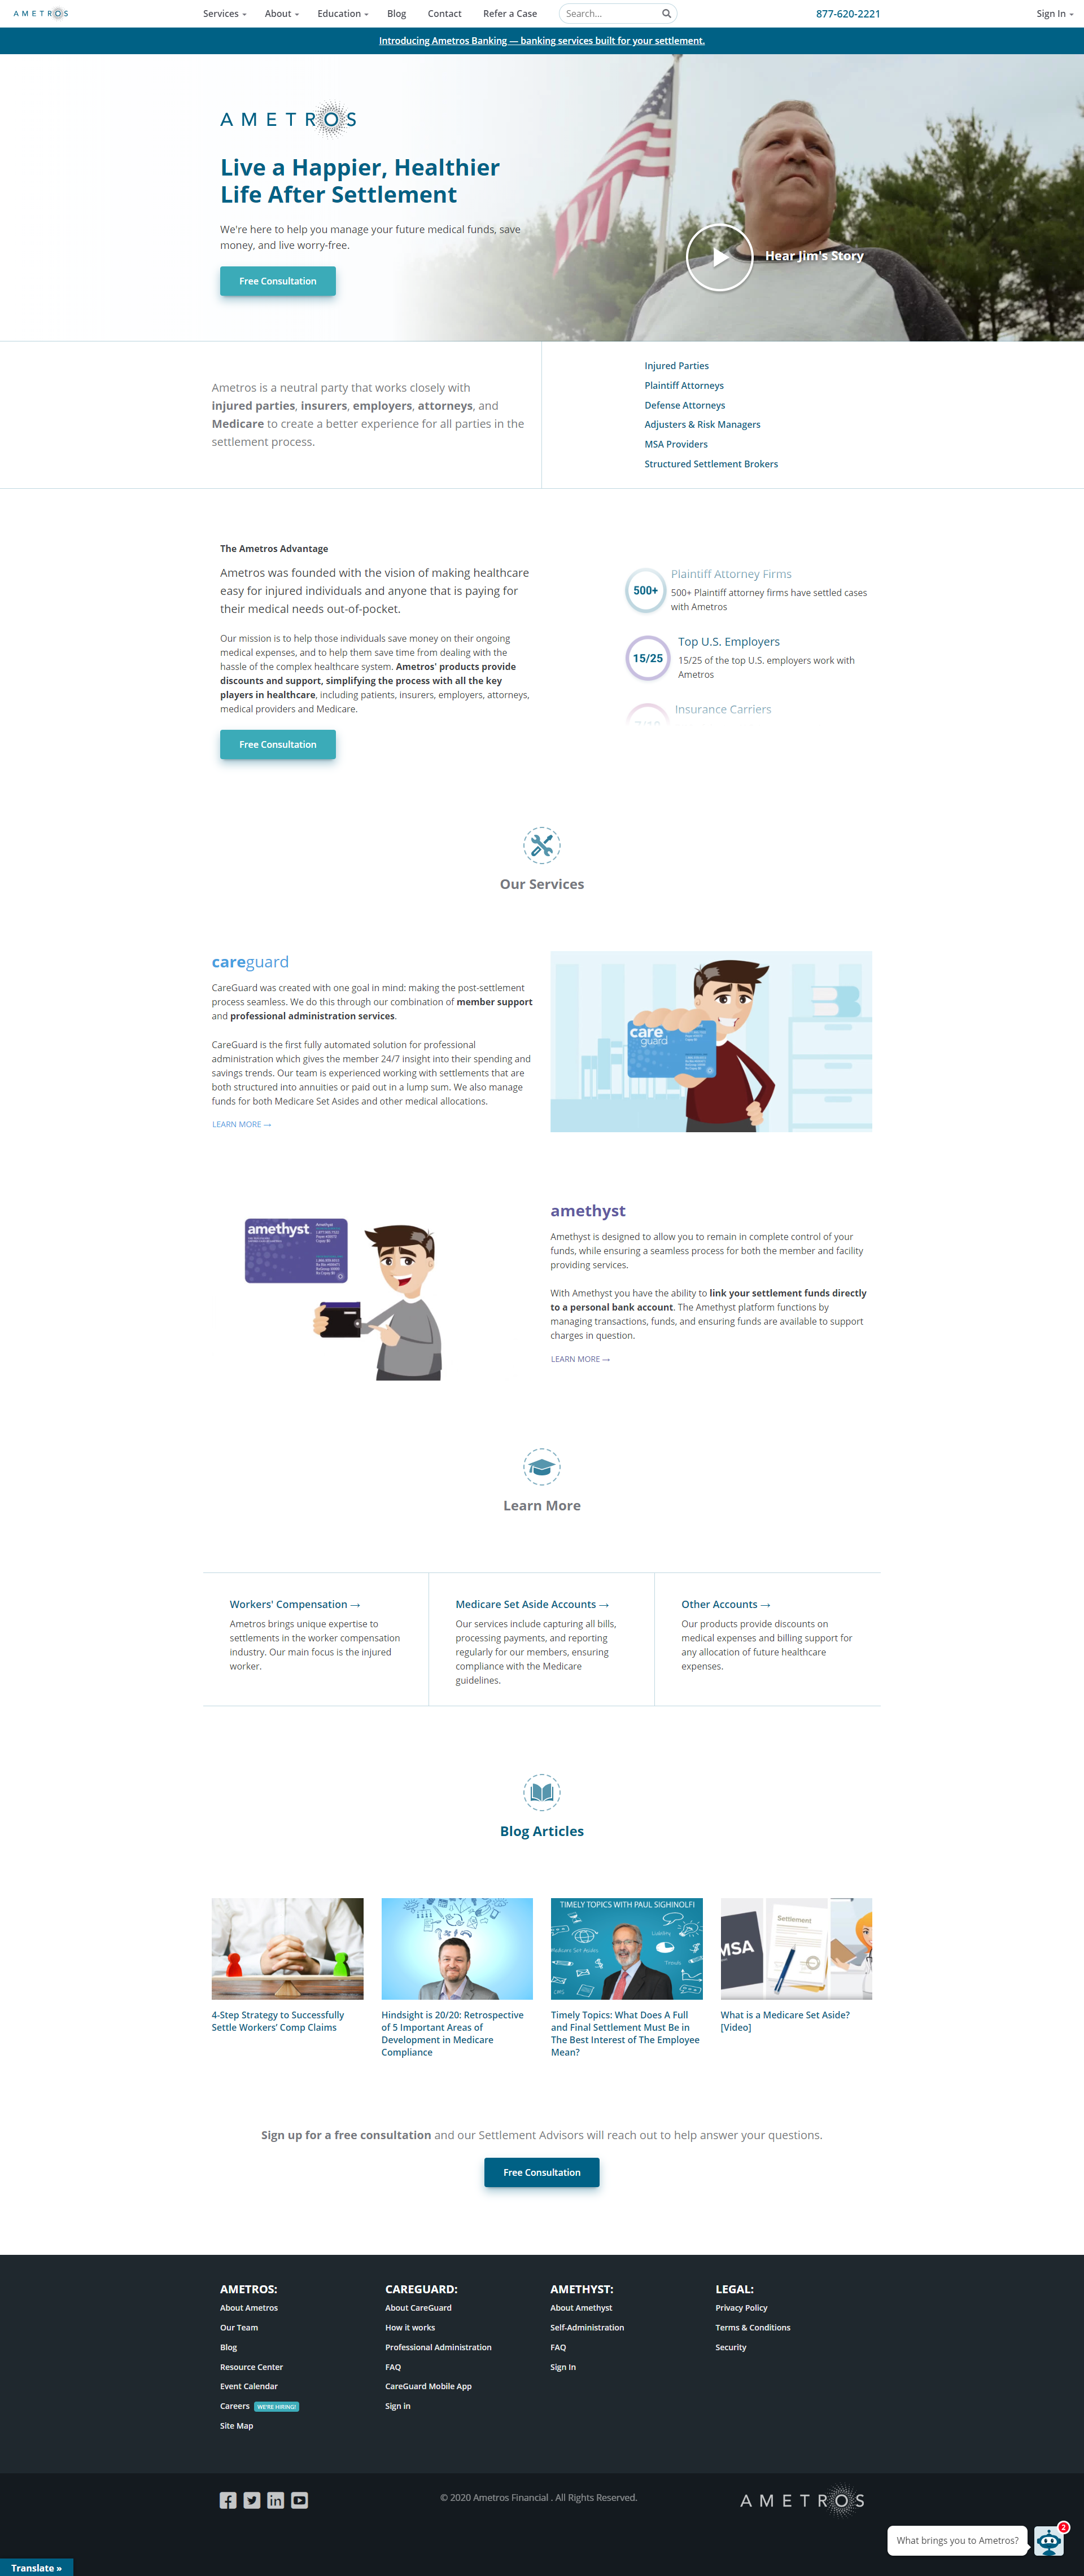 AMETROS
Services
About
Education
Blog
Contact
Refer a Case
Search...
877-620-2221
Sign In
Introducing Ametros Banking — banking services built for your settlement.
AMETROS
Live a Happier, Healthier
Life After Settlement
We're here to help you manage your future medical funds, save
money, and live worry-free.
Free Consultation
Hear Jim's Story
Ametros is a neutral party that works closely with
injured parties, insurers, employers, attorneys, and
Medicare to create a better experience for all parties in the
settlement process.
Injured Parties
Plaintiff Attorneys
Defense Attorneys
Adjusters & Risk Managers
MSA Providers
Structured Settlement Brokers
The Ametros Advantage
Ametros was founded with the vision of making healthcare
easy for injured individuals and anyone that is paying for
their medical needs out-of-pocket.
Our mission is to help those individuals save money on their ongoing
medical expenses, and to help them save time from dealing with the
hassle of the complex healthcare system. Ametros' products provide
discounts and support, simplifying the process with all the key
players in healthcare, including patients, insurers, employers, attorneys,
medical providers and Medicare.
Free Consultation
500+
Plaintiff Attorney Firms
500+ Plaintiff attorney firms have settled cases
with Ametros
15/25
Top U.S. Employers
15/25 of the top U.S. employers work with
Ametros
Insurance Carriers
Our Services
careguard
CareGuard was created with one goal in mind: making the post-settlement
process seamless. We do this through our combination of member support
and professional administration services.
CareGuard is the first fully automated solution for professional
administration which gives the member 24/7 insight into their spending and
savings trends. Our team is experienced working with settlements that are
both structured into annuities or paid out in a lump sum. We also manage
funds for both Medicare Set Asides and other medical allocations.
LEARN MORE →
care
guard
amethyst
amethyst
Amethyst is designed to allow you to remain in complete control of your
funds, while ensuring a seamless process for both the member and facility
providing services.
With Amethyst you have the ability to link your settlement funds directly
to a personal bank account. The Amethyst platform functions by
managing transactions, funds, and ensuring funds are available to support
charges in question.
LEARN MORE →
Learn More
Workers' Compensation →
Ametros brings unique expertise to
settlements in the worker compensation
industry. Our main focus is the injured
worker.
Medicare Set Aside Accounts →
Our services include capturing all bills,
processing payments, and reporting
regularly for our members, ensuring
compliance with the Medicare
guidelines.
Other Accounts →
Our products provide discounts on
medical expenses and billing support for
any allocation of future healthcare
expenses.
Blog Articles
TIMELY TOPICS WITH PAUL SIGHINOLFI
Liability
Medicare Set Asides
Trends
CMS
MSA
Settlement
4-Step Strategy to Successfully
Settle Workers' Comp Claims
Hindsight is 20/20: Retrospective
of 5 Important Areas of
Development in Medicare
Compliance
Timely Topics: What Does A Full
and Final Settlement Must Be in
The Best Interest of The Employee
Mean?
What is a Medicare Set Aside?
[Video]
Sign up for a free consultation and our Settlement Advisors will reach out to help answer your questions.
Free Consultation
AMETROS:
About Ametros
Our Team
Blog
Resource Center
Event Calendar
Careers WE'RE HIRING!
Site Map
CAREGUARD:
About CareGuard
How it works
Professional Administration
FAQ
CareGuard Mobile App
Sign in
AMETHYST:
About Amethyst
Self-Administration
FAQ
Sign In
LEGAL:
Privacy Policy
Terms & Conditions
Security
© 2020 Ametros Financial . All Rights Reserved.
AMETROS
What brings you to Ametros?
2
Translate »